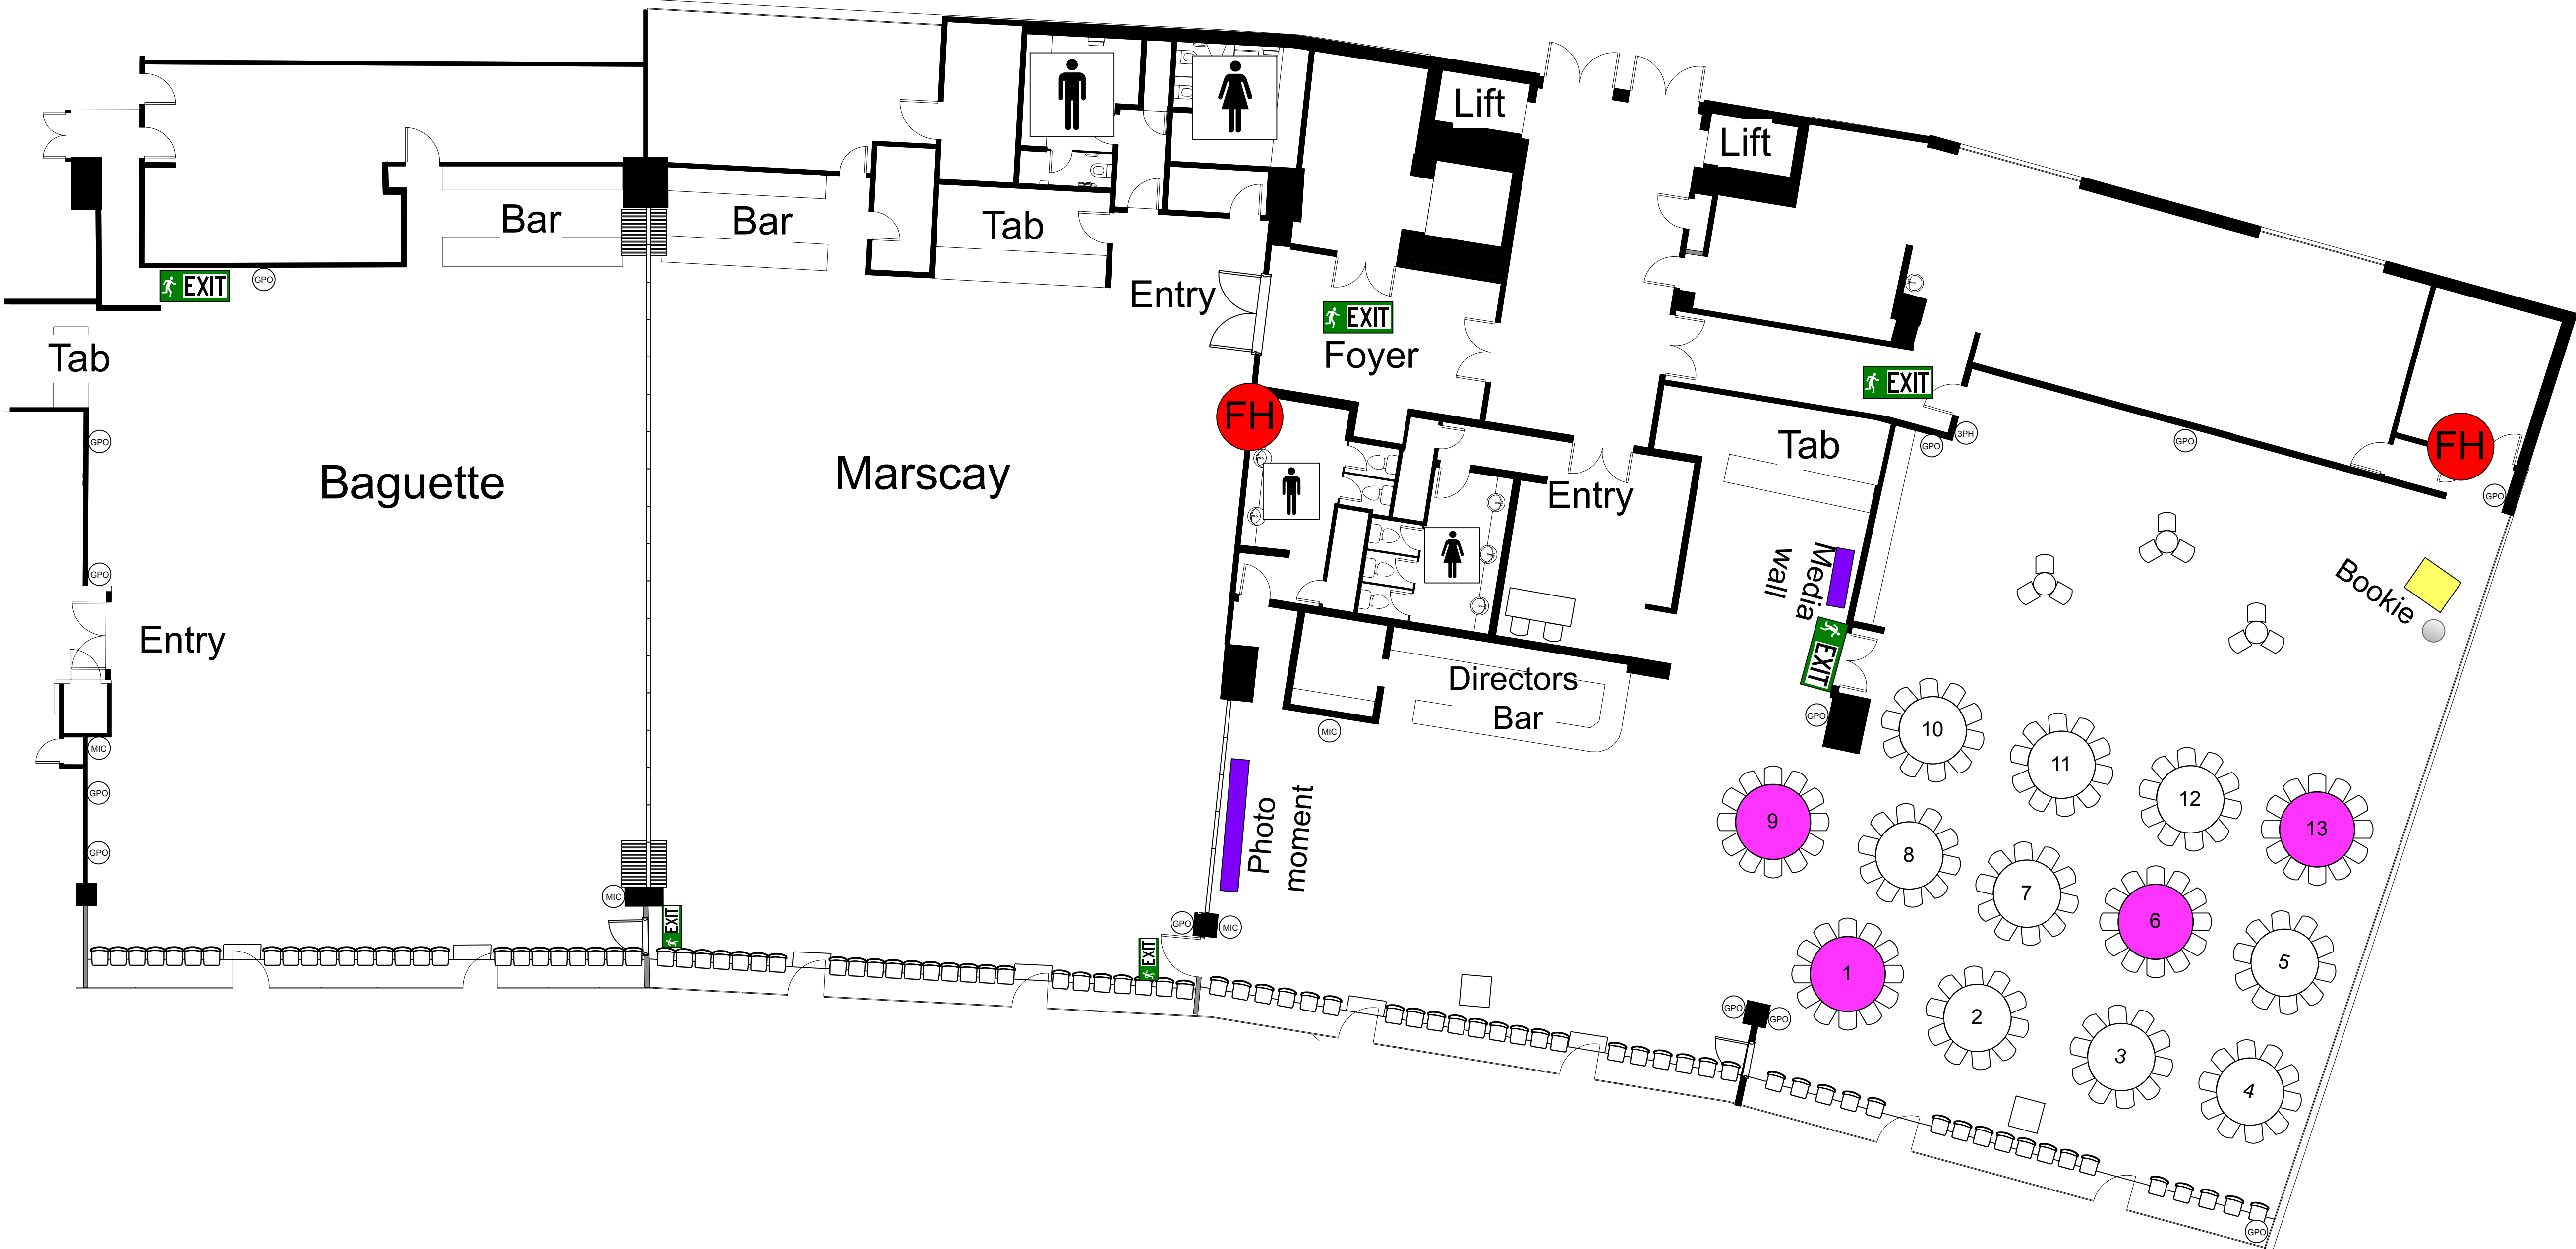 Lift
Lift
Bar
Bar
Tab
Entry
EXIT
GPO
EXIT
Foyer
Tab
EXIT
FH
GPO
Baguette
Marscay
Tab
GPO
3PH
GPO
FH
GPO
Entry
GPO
Media
wall
Bookie
Entry
EXIT
Directors
Bar
GPO
MIC
MIC
GPO
GPO
Photo
moment
10
11
12
13
9
8
7
6
5
1
2
3
4
MIC
EXIT
GPO
MIC
EXIT
GPO
GPO
GPO